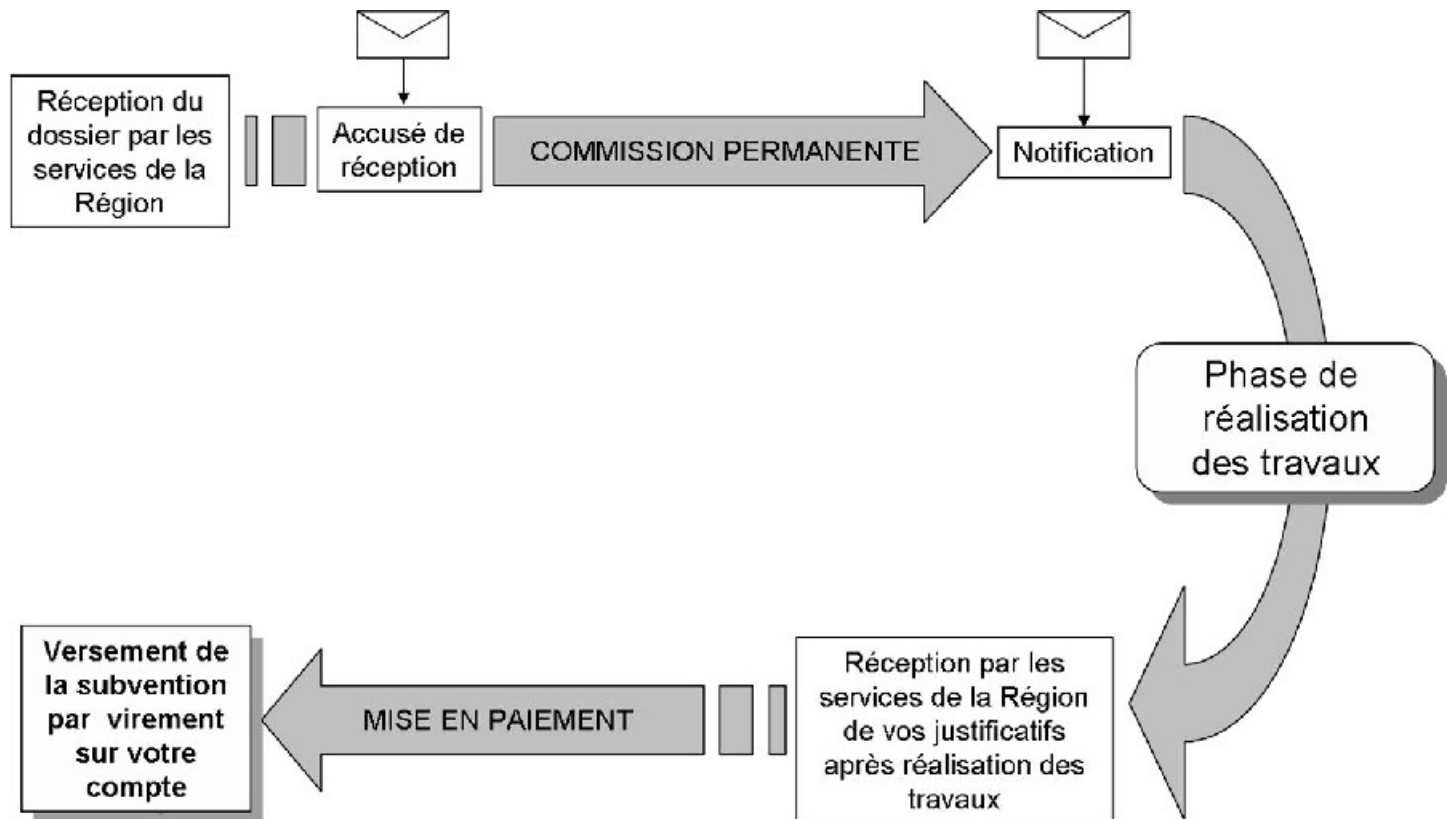 Réception du
dossier par les
services de la
Région
Accusé de
réception
COMMISSION PERMANENTE
Notification
Phase de
réalisation
des travaux
Réception par les
services de la Région
de vos justificatifs
après réalisation des
travaux
MISE EN PAIEMENT
Versement de
la subvention
par virement
sur votre
compte